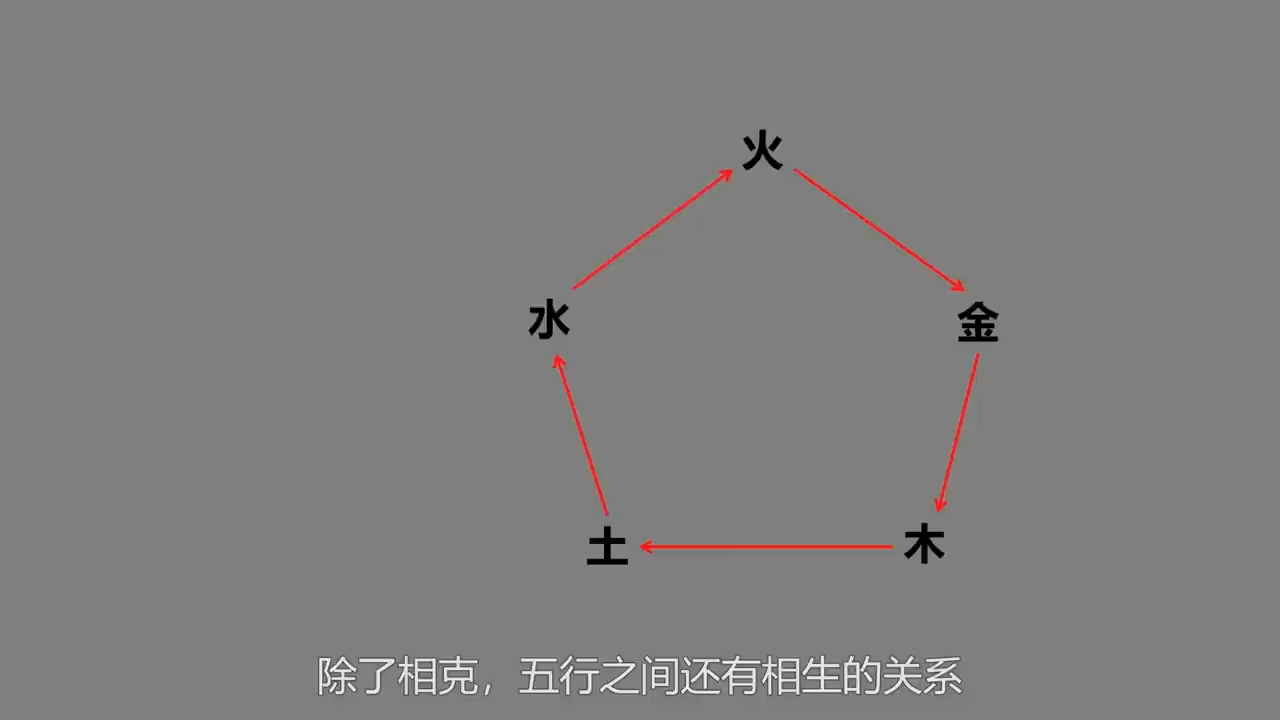 火
水
金
土
木
除了相克，五行之间还有相生的关系